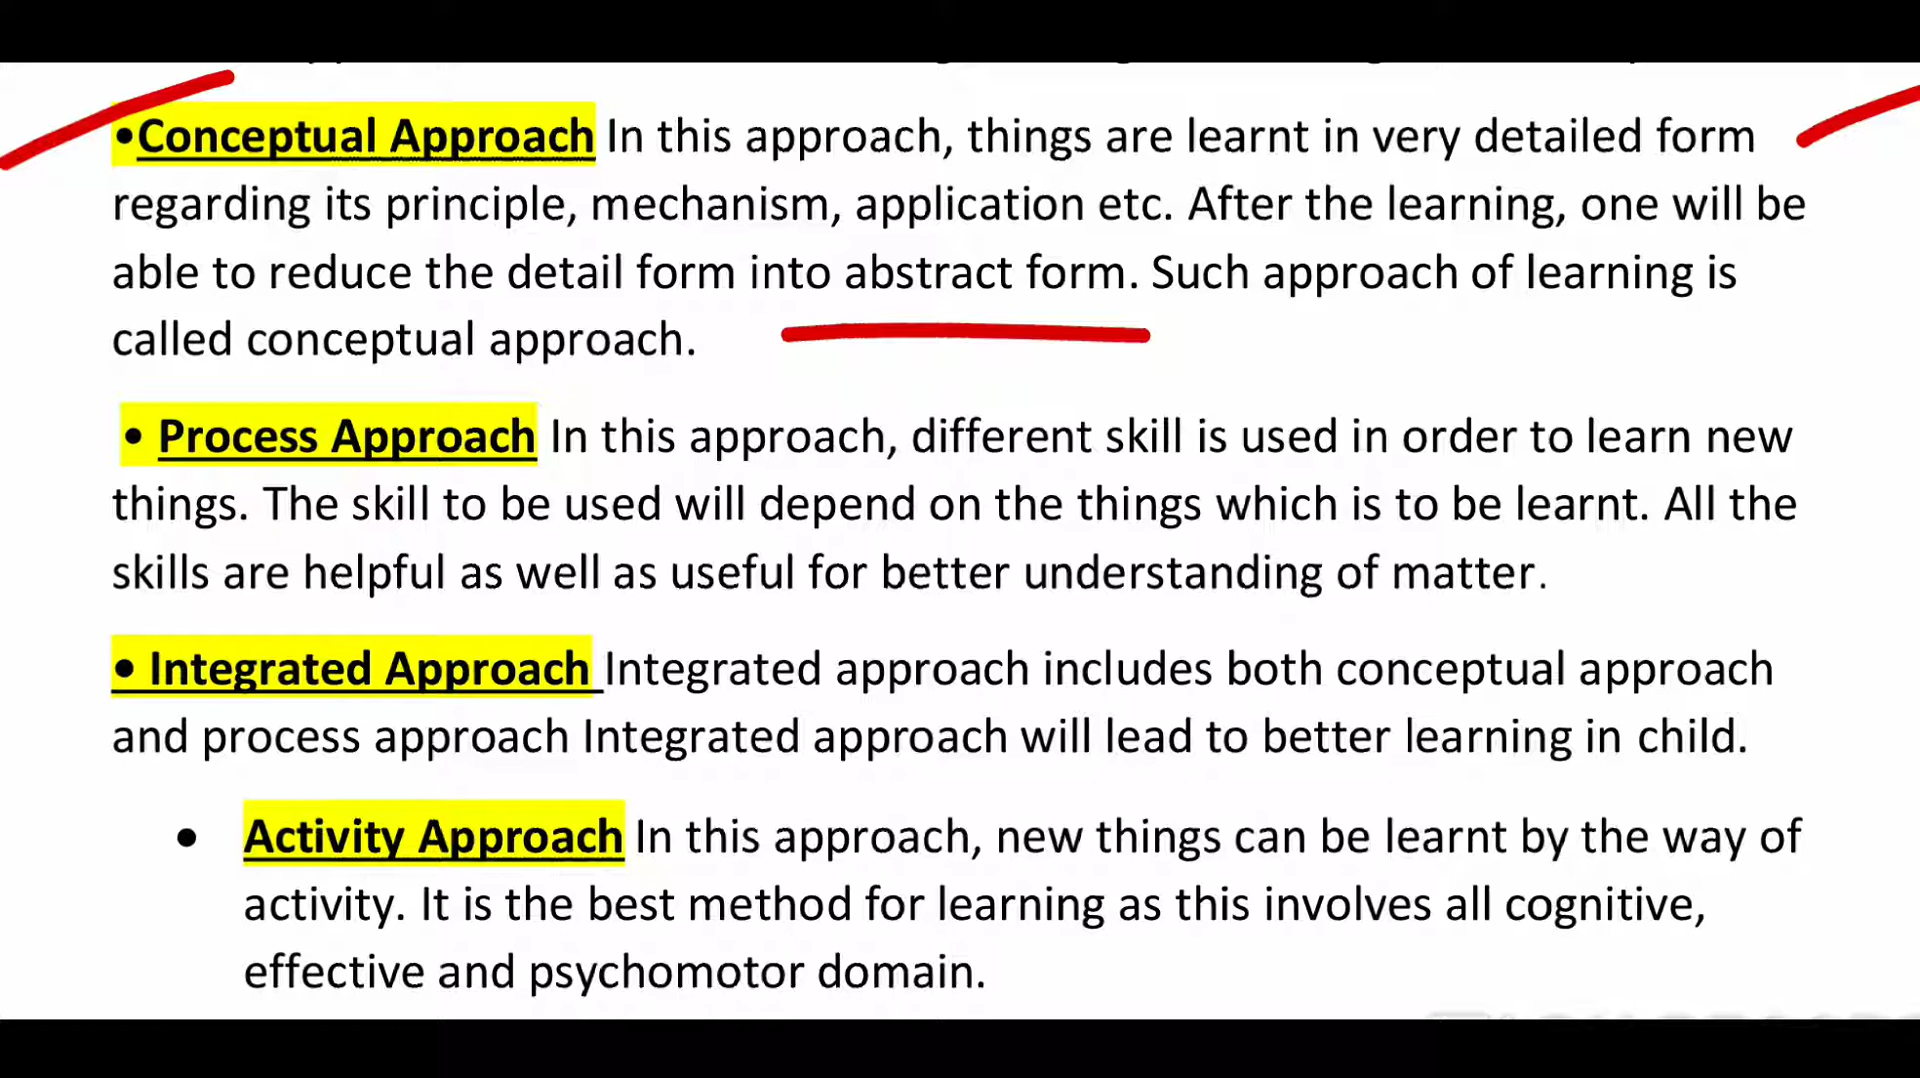 •Conceptual Approach In this approach, things are learnt in very detailed form
regarding its principle, mechanism, application etc. After the learning, one will be
able to reduce the detail form into abstract form. Such approach of learning is
called conceptual approach.
• Process Approach In this approach, different skill is used in order to learn new
things. The skill to be used will depend on the things which is to be learnt. All the
skills are helpful as well as useful for better understanding of matter.
• Integrated Approach Integrated approach includes both conceptual approach
and process approach Integrated approach will lead to better learning in child.
• Activity Approach In this approach, new things can be learnt by the way of
activity. It is the best method for learning as this involves all cognitive,
effective and psychomotor domain.